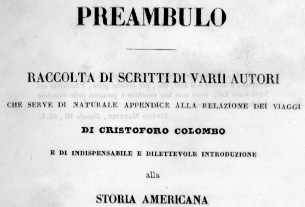 PREAMBULO
RACCOLTA DI SCRITTI DI VARII AUTORI
CHE SERVE DI NATURALE APPENDICE ALLA RELAZIONE DEI VIAGGI
DI CRISTOFORO COLOMBO
E DI INDISPENSABILE E DILETTEVOLE INTRODUZIONE
alla
STORIA AMERICANA